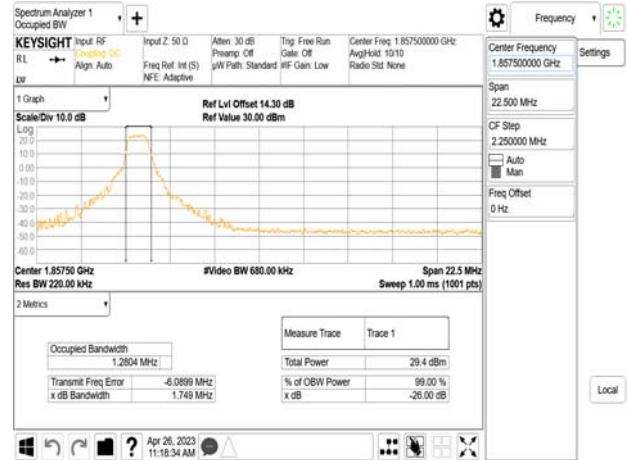 Spectrum Analyzer 1
Occupied BW
Frequency
KEYSIGHT
Input: RF
Coupling: DC
Align: Auto
Input Z: 50 Ω
Freq Ref: Int (S)
NFE: Adaptive
Atten: 30 dB
Preamp: Off
µW Path: Standard
Trig: Free Run
Gate: Off
#IF Gain: Low
Center Freq: 1.857500000 GHz
Avg|Hold: 10/10
Radio Std: None
RL
LV
Center Frequency
1.857500000 GHz
Settings
Span
22.500 MHz
CF Step
2.250000 MHz
Auto
Man
Freq Offset
0 Hz
Local
1 Graph
Scale/Div 10.0 dB
Ref Lvl Offset 14.30 dB
Ref Value 30.00 dBm
Log
20.0
10.0
0.00
-10.0
-20.0
-30.0
-40.0
-50.0
-60.0
Center 1.85750 GHz
#Video BW 680.00 kHz
Span 22.5 MHz
Res BW 220.00 kHz
Sweep 1.00 ms (1001 pts)
2 Metrics
Measure Trace
Trace 1
Occupied Bandwidth
1.2804 MHz
Total Power
29.4 dBm
Transmit Freq Error
-6.0899 MHz
% of OBW Power
99.00 %
x dB Bandwidth
1.749 MHz
x dB
-26.00 dB
?
Apr 26, 2023
11:18:34 AM